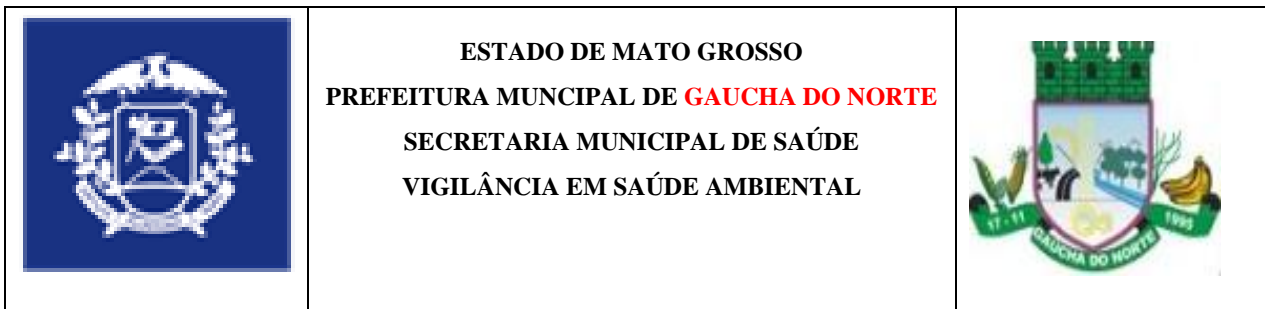 ESTADO DE MATO GROSSO
PREFEITURA MUNCIPAL DE GAUCHA DO NORTE
SECRETARIA MUNICIPAL DE SAÚDE
VIGILÂNCIA EM SAÚDE AMBIENTAL
17 - 11
1995
GAUCHA DO NORTE